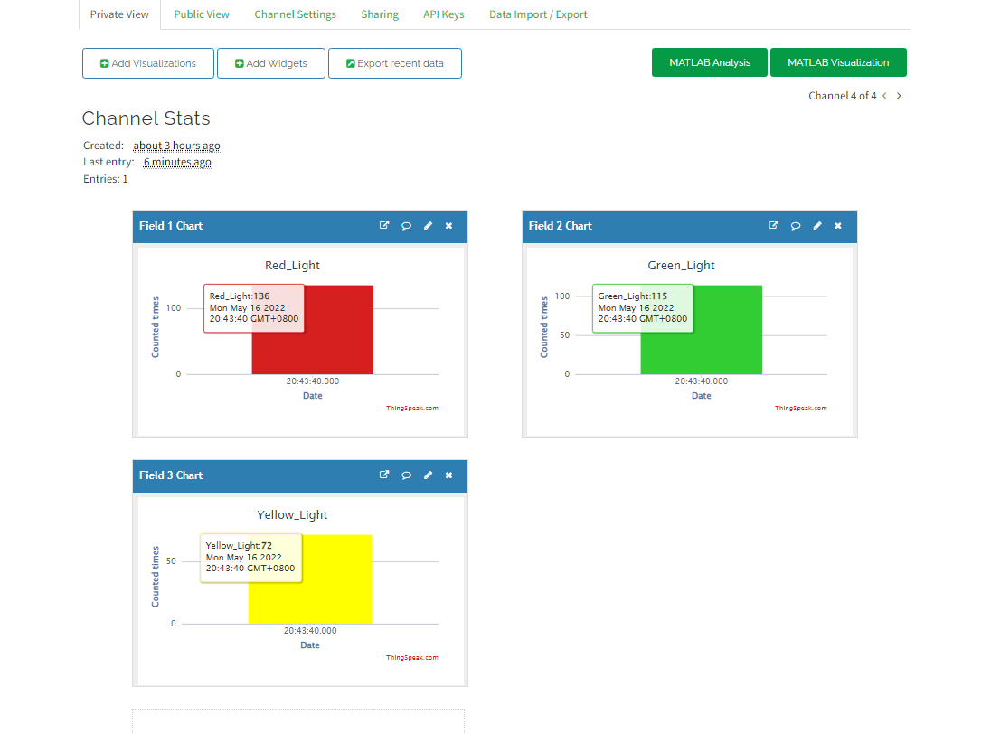 Private View Public View Channel Settings Sharing API Keys Data Import / Export
Add Visualizations Add Widgets Export recent data MATLAB Analysis MATLAB Visualization
Channel 4 of 4 < >
Channel Stats
Created: about 3 hours ago
Last entry: 6 minutes ago
Entries: 1
Field 1 Chart
Red_Light
Counted times
100
0
Red_Light:136
Mon May 16 2022
20:43:40 GMT+0800
20:43:40.000
Date
ThingSpeak.com
Field 2 Chart
Green_Light
Counted times
100
50
0
Green_Light:115
Mon May 16 2022
20:43:40 GMT+0800
20:43:40.000
Date
ThingSpeak.com
Field 3 Chart
Yellow_Light
Counted times
50
0
Yellow_Light:72
Mon May 16 2022
20:43:40 GMT+0800
20:43:40.000
Date
ThingSpeak.com